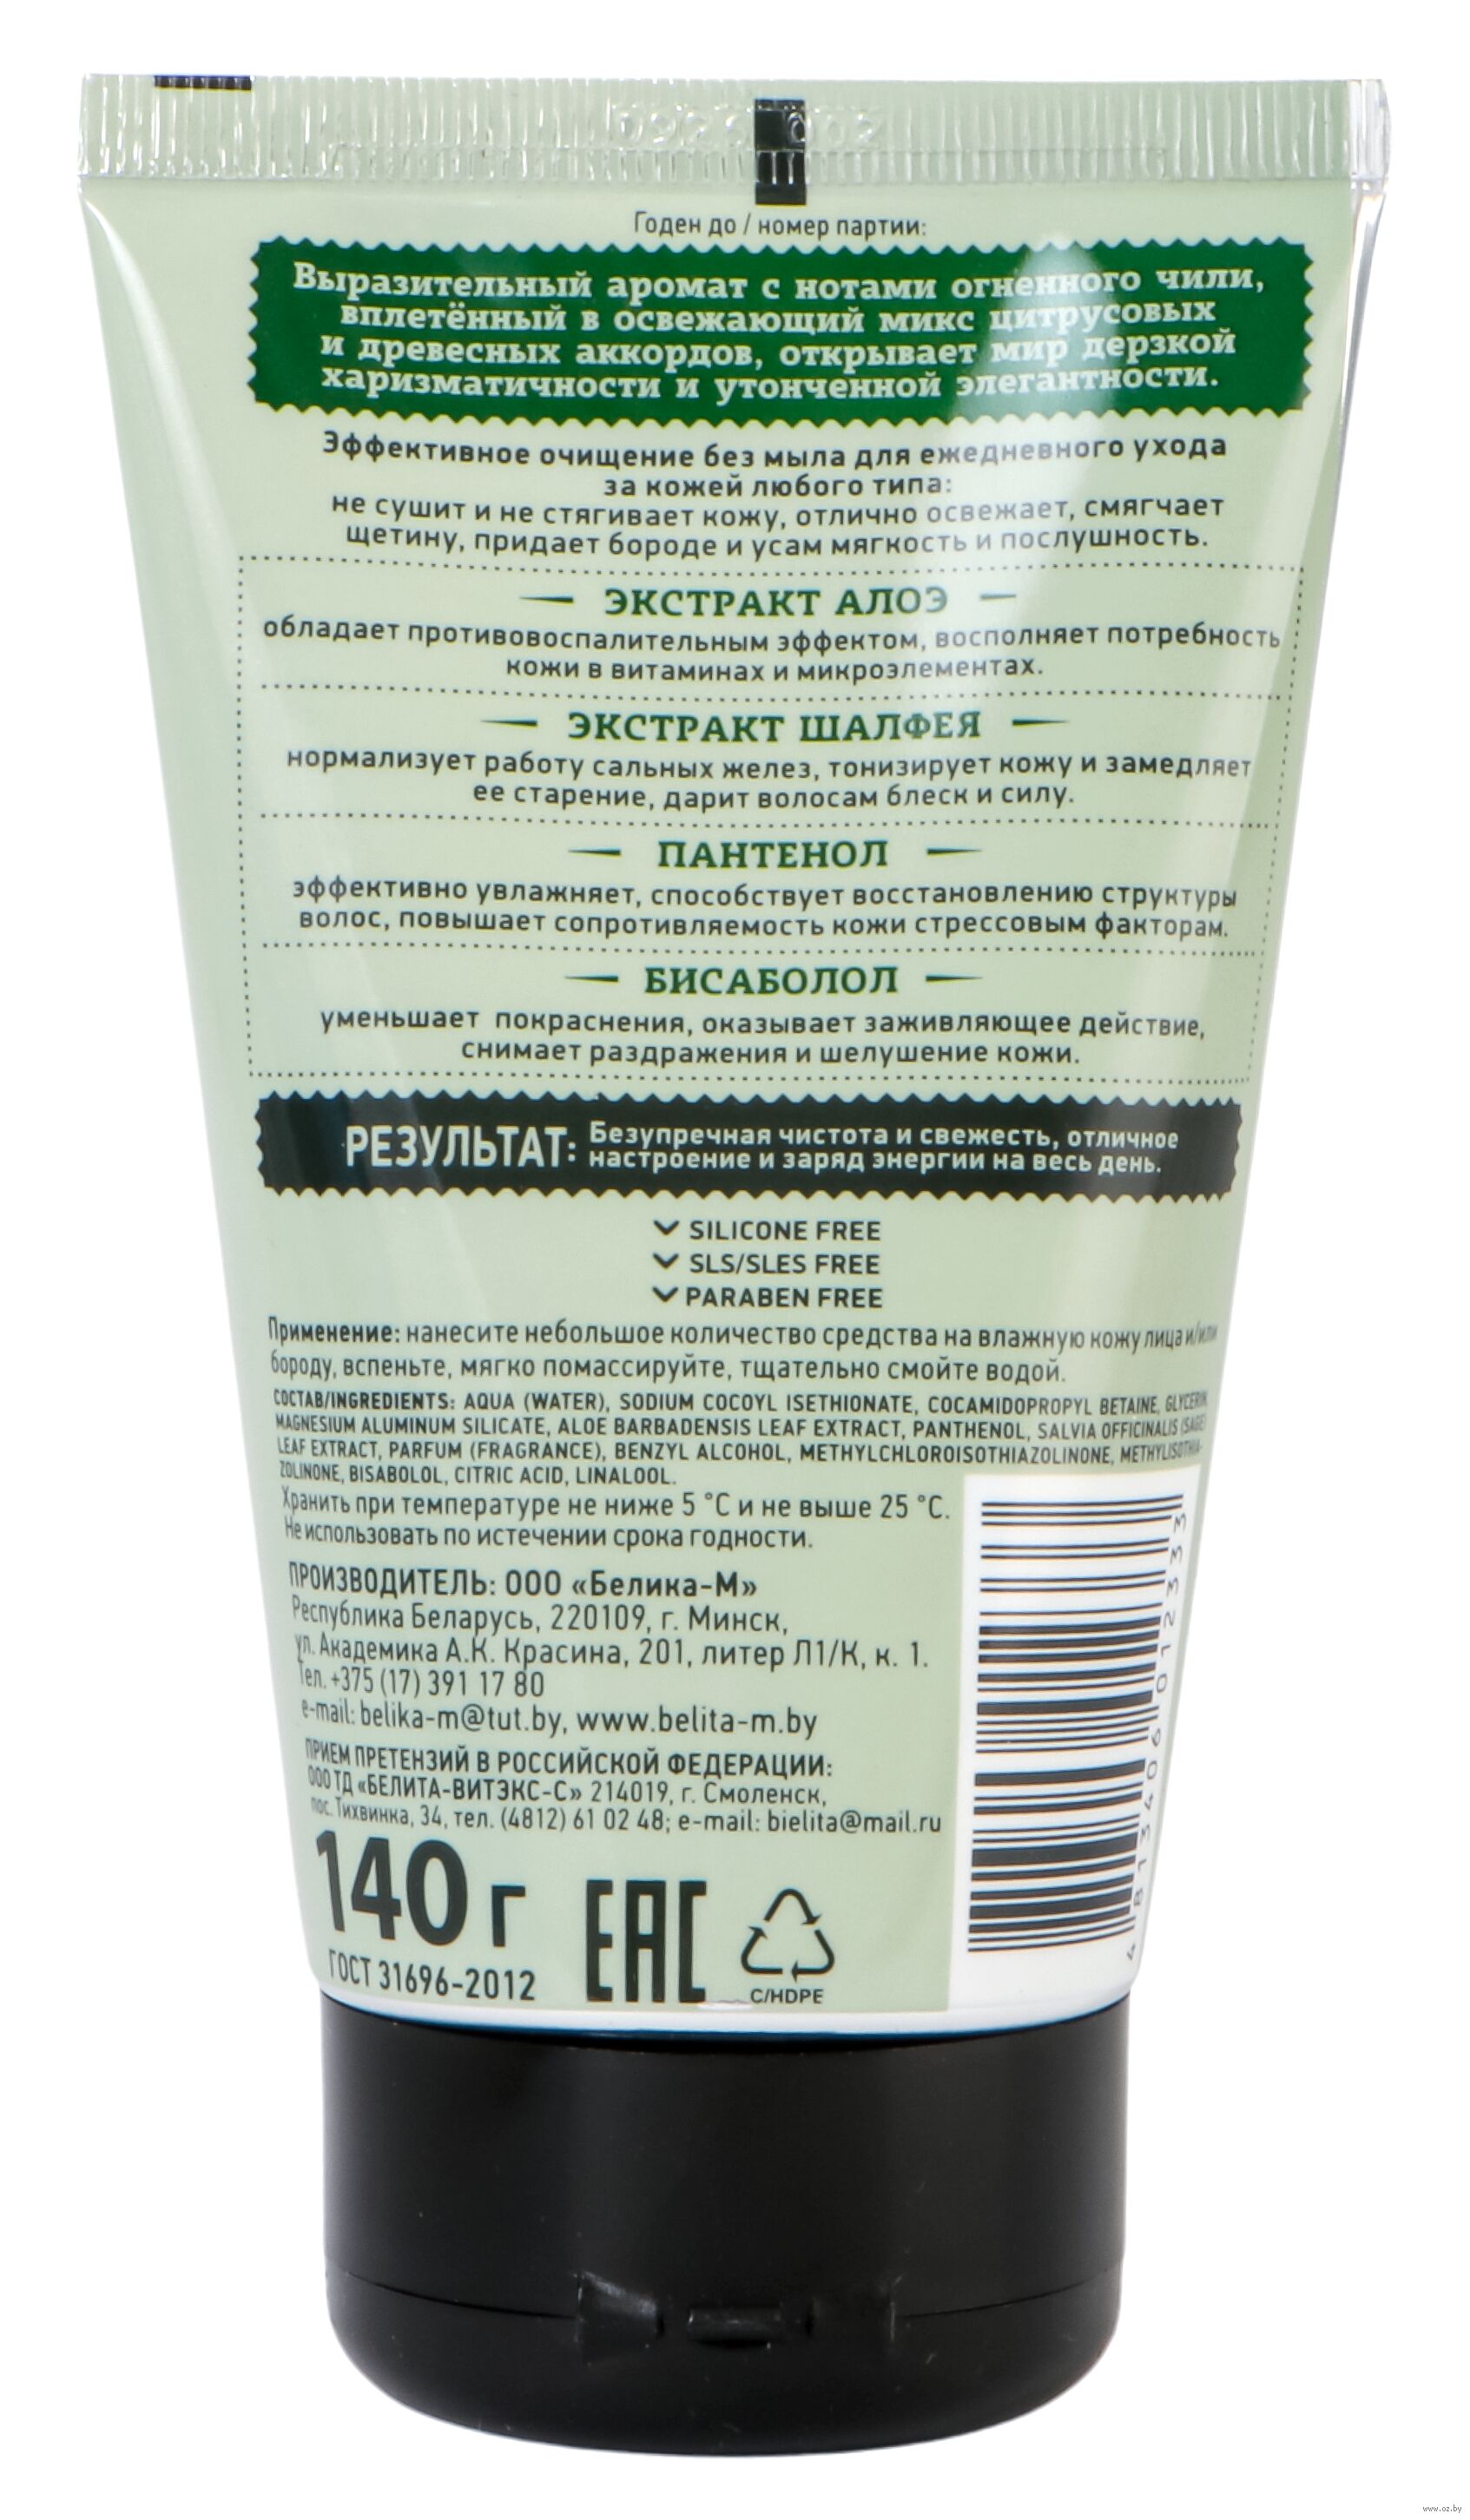 Годен до / номер партии:
Выразительный аромат с нотами огненного чили,
вплетённый в освежающий микс цитрусовых
и древесных аккордов, открывает мир дерзкой
харизматичности и утонченной элегантности.
Эффективное очищение без мыла для ежедневного ухода
за кожей любого типа:
не сушит и не стягивает кожу, отлично освежает, смягчает
щетину, придает бороде и усам мягкость и послушность.
ЭКСТРАКТ АЛОЭ
обладает противовоспалительным эффектом, восполняет потребность
кожи в витаминах и микроэлементах.
ЭКСТРАКТ ШАЛФЕЯ
нормализует работу сальных желез, тонизирует кожу и замедляет
ее старение, дарит волосам блеск и силу.
ПАНТЕНОЛ
эффективно увлажняет, способствует восстановлению структуры
волос, повышает сопротивляемость кожи стрессовым факторам.
БИСАБОЛОЛ
уменьшает покраснения, оказывает заживляющее действие,
снимает раздражения и шелушение кожи.
РЕЗУЛЬТАТ: Безупречная чистота и свежесть, отличное
настроение и заряд энергии на весь день.
SILICONE FREE
SLS/SLES FREE
PARABEN FREE
Применение: нанесите небольшое количество средства на влажную кожу лица и/или
бороду, вспеньте, мягко помассируйте, тщательно смойте водой.
СОСТАВ/INGREDIENTS: AQUA (WATER), SODIUM COCOYL ISETHIONATE, COCAMIDOPROPYL BETAINE, GLYCERIN,
MAGNESIUM ALUMINUM SILICATE, ALOE BARBADENSIS LEAF EXTRACT, PANTHENOL, SALVIA OFFICINALIS (SAGE)
LEAF EXTRACT, PARFUM (FRAGRANCE), BENZYL ALCOHOL, METHYLCHLOROISOTHIAZOLINONE, METHYLISOTHIA-
ZOLINONE, BISABOLOL, CITRIC ACID, LINALOOL.
Хранить при температуре не ниже 5 °C и не выше 25 °C.
Не использовать по истечении срока годности.
ПРОИЗВОДИТЕЛЬ: ООО «Белика-М»
Республика Беларусь, 220109, г. Минск,
ул. Академика А.К. Красина, 201, литер Л1/К, к. 1.
Тел. +375 (17) 391 17 80
e-mail: belika-m@tut.by, www.belita-m.by
ПРИЕМ ПРЕТЕНЗИЙ В РОССИЙСКОЙ ФЕДЕРАЦИИ:
ООО ТД «БЕЛИТА-ВИТЭКС-С» 214019, г. Смоленск,
пос. Тихвинка, 34, тел. (4812) 61 02 48; e-mail: bielita@mail.ru
4 813406 012333
140 г
ГОСТ 31696-2012
EAC
C/HDPE
www.oz.by